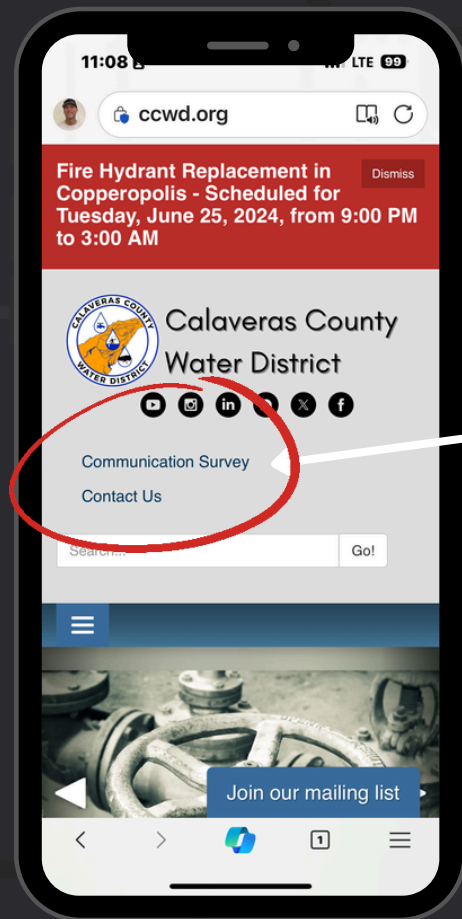 11:08
LTE 99
ccwd.org
Fire Hydrant Replacement in
Copperopolis - Scheduled for
Tuesday, June 25, 2024, from 9:00 PM
to 3:00 AM
Dismiss
CALAVERAS COUNTY
WATER DISTRICT
Calaveras County
Water District
Communication Survey
Contact Us
Search...
Go!
Join our mailing list
1